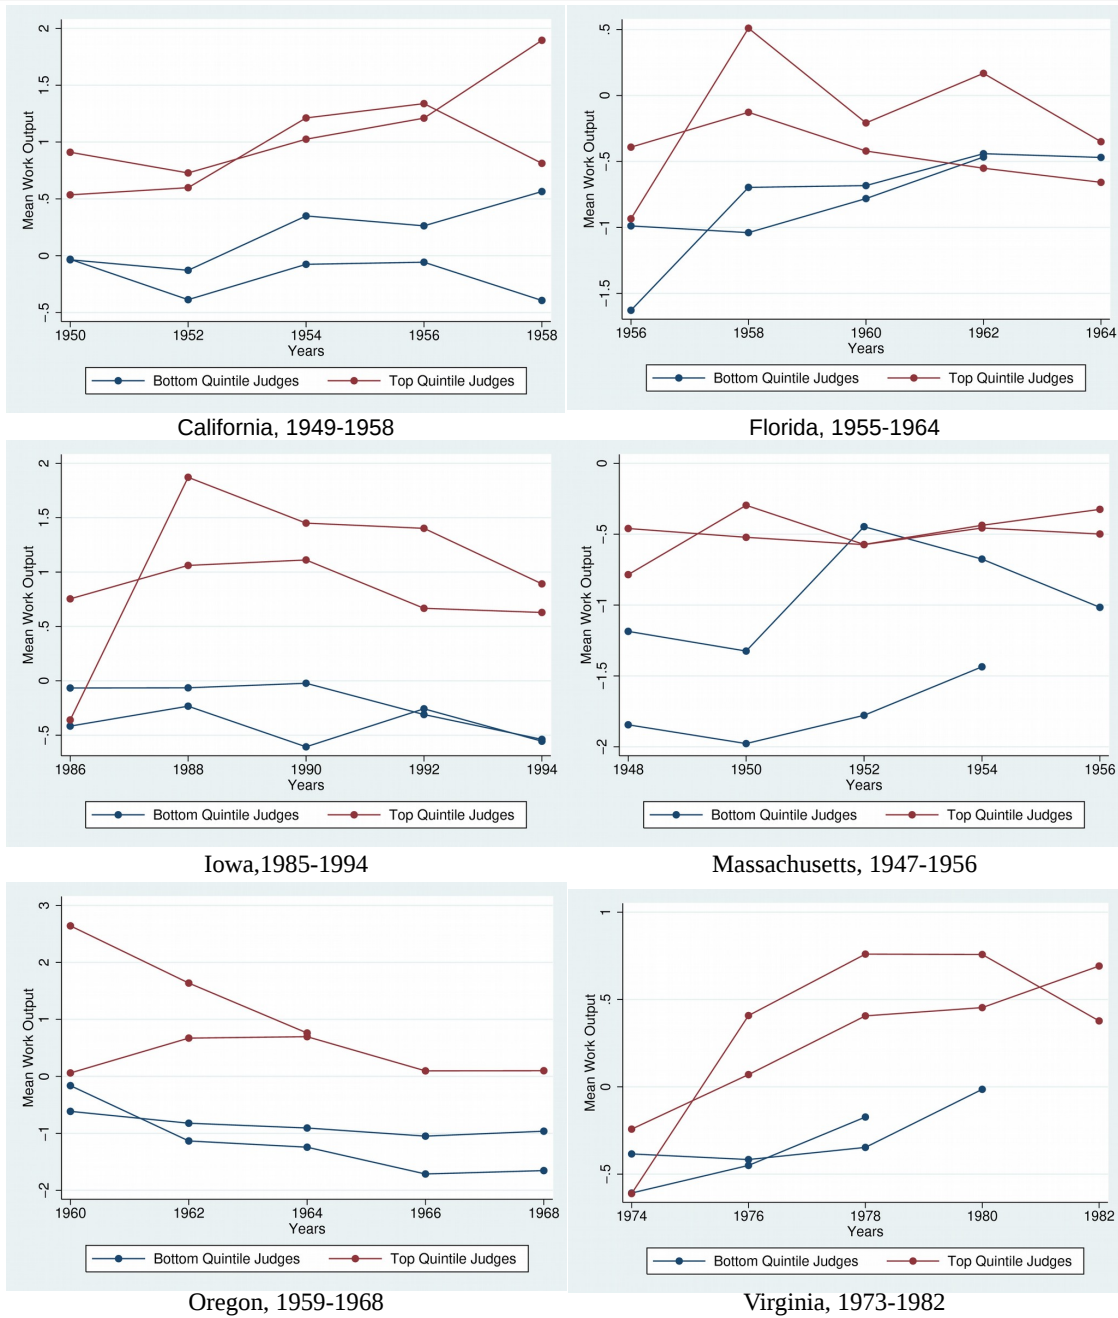 Mean Work Output
2
1.5
1
.5
0
-.5
1950 1952 1954 1956 1958
Years
Bottom Quintile Judges Top Quintile Judges
California, 1949-1958
Mean Work Output
.5
0
-.5
-1
-1.5
1956 1958 1960 1962 1964
Years
Bottom Quintile Judges Top Quintile Judges
Florida, 1955-1964
Mean Work Output
2
1.5
1
.5
0
-.5
1986 1988 1990 1992 1994
Years
Bottom Quintile Judges Top Quintile Judges
Iowa,1985-1994
Mean Work Output
0
-.5
-1
-1.5
-2
1948 1950 1952 1954 1956
Years
Bottom Quintile Judges Top Quintile Judges
Massachusetts, 1947-1956
Mean Work Output
3
2
1
0
-1
-2
1960 1962 1964 1966 1968
Years
Bottom Quintile Judges Top Quintile Judges
Oregon, 1959-1968
Mean Work Output
1
.5
0
-.5
1974 1976 1978 1980 1982
Years
Bottom Quintile Judges Top Quintile Judges
Virginia, 1973-1982